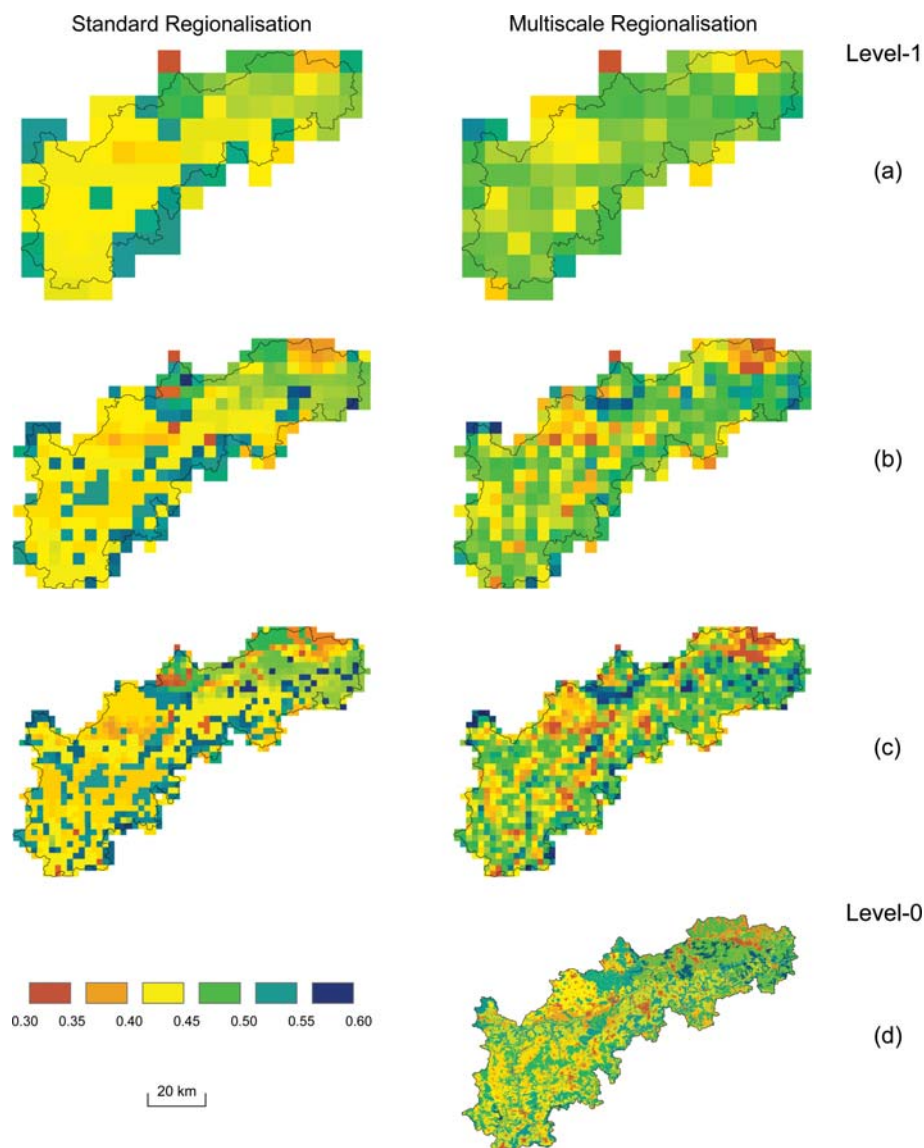 Standard Regionalisation
Multiscale Regionalisation
Level-1
(a)
(b)
(c)
Level-0
0.30 0.35 0.40 0.45 0.50 0.55 0.60
(d)
20 km